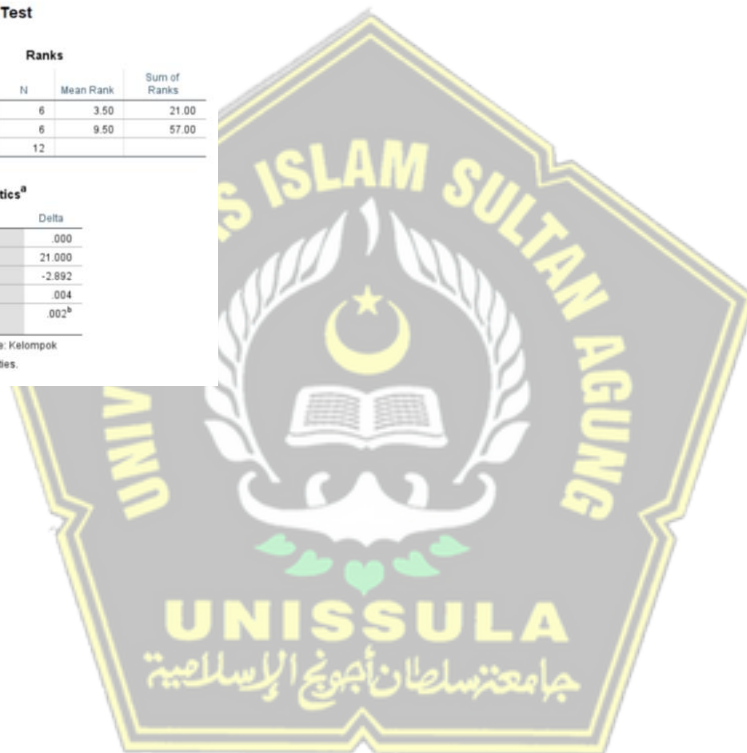 Test
Ranks
N Mean Rank Sum of Ranks
6 3.50 21.00
6 9.50 57.00
12
tics^a
Delta
.000
21.000
-2.892
.004
.002^b
e: Kelompok
ties.
UNIV S ISLAM SULTAN AGUNG
UNISSULA
جامعة سلطان أجونج الإسلامية